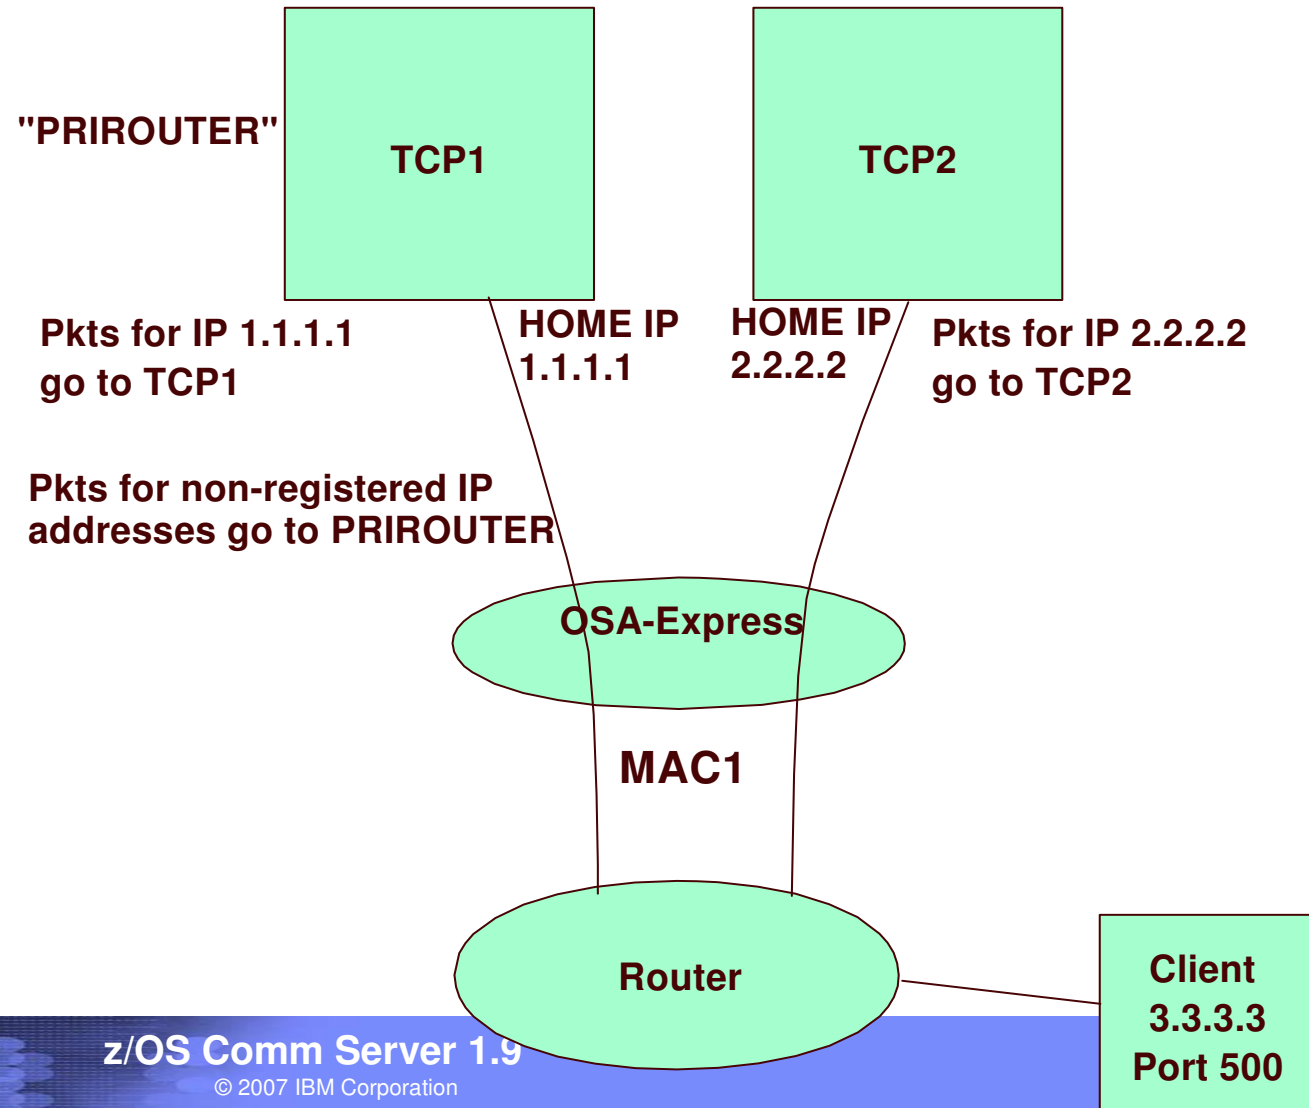 "PRIROUTER"
TCP1
TCP2
Pkts for IP 1.1.1.1
go to TCP1
HOME IP
1.1.1.1
HOME IP
2.2.2.2
Pkts for IP 2.2.2.2
go to TCP2
Pkts for non-registered IP
addresses go to PRIROUTER
OSA-Express
MAC1
Router
Client
3.3.3.3
Port 500
z/OS Comm Server 1.9
© 2007 IBM Corporation